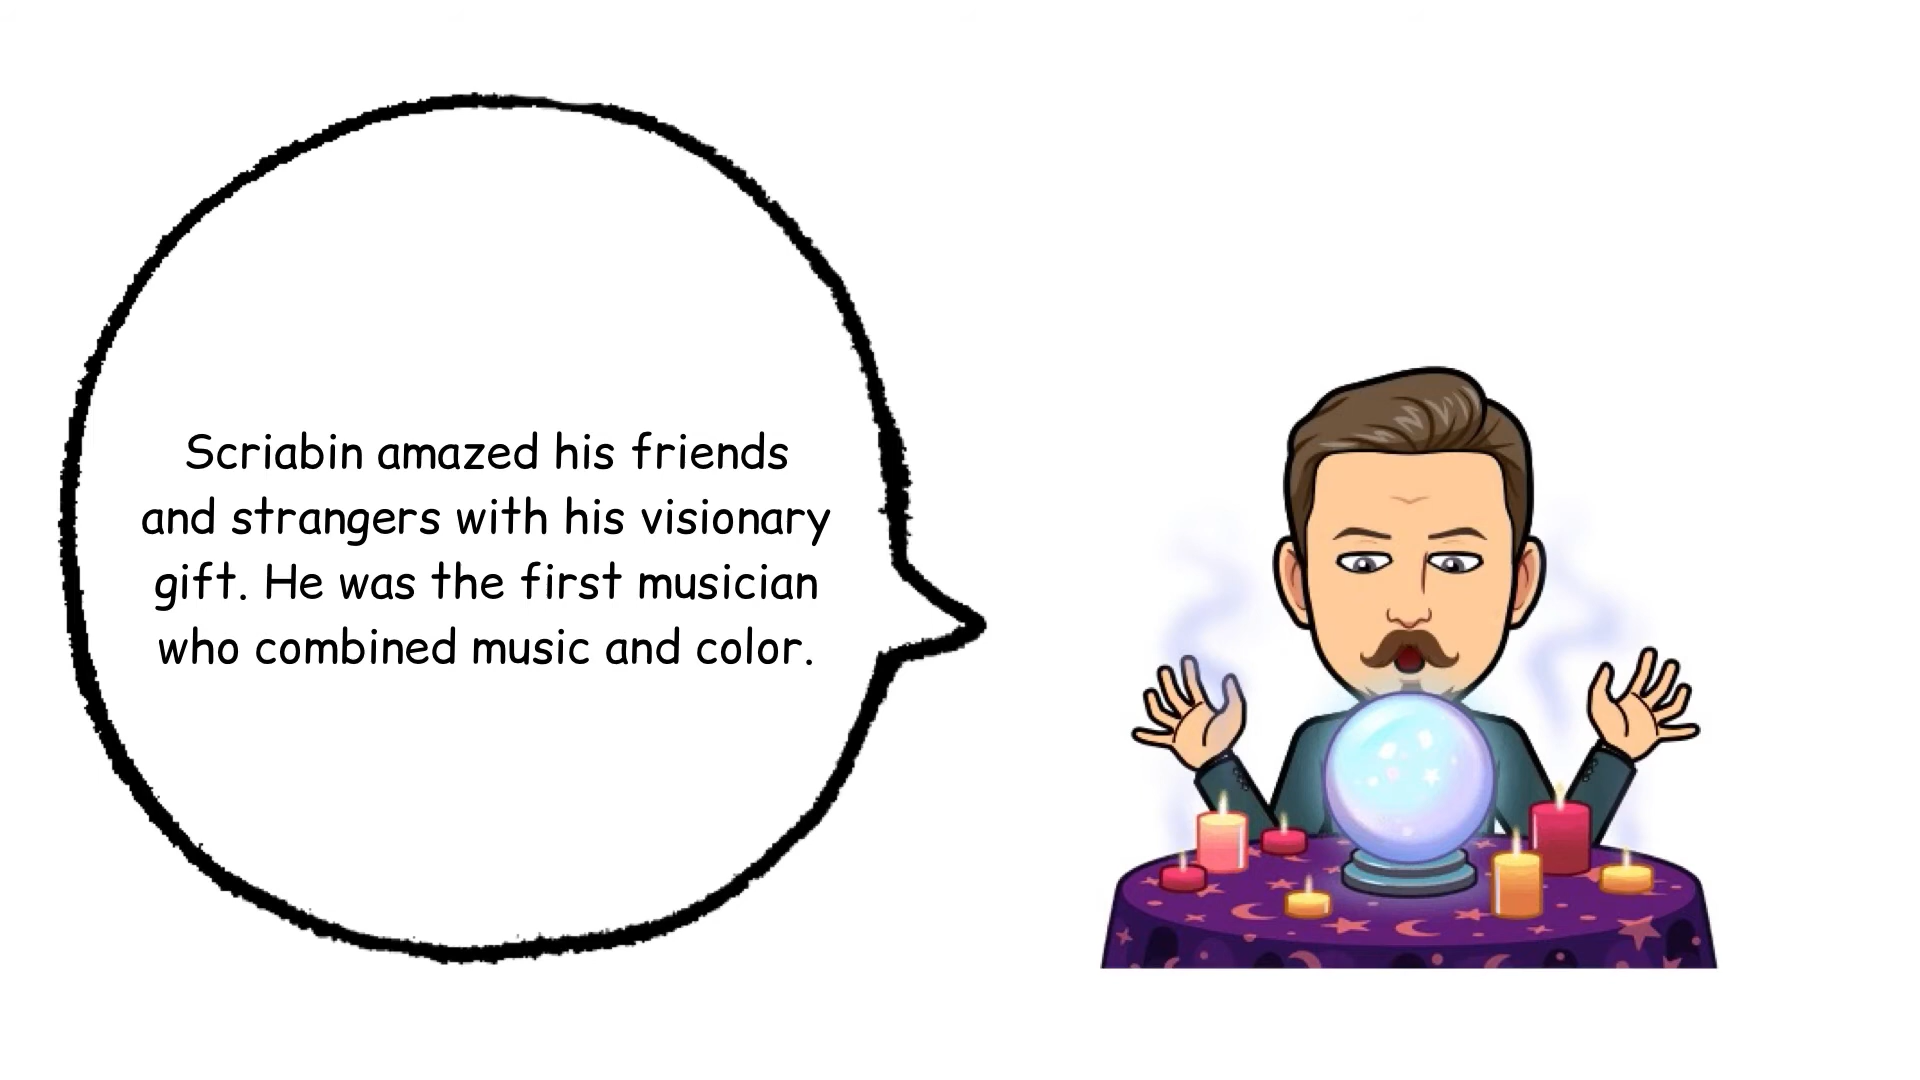 Scriabin amazed his friends
and strangers with his visionary
gift. He was the first musician
who combined music and color.